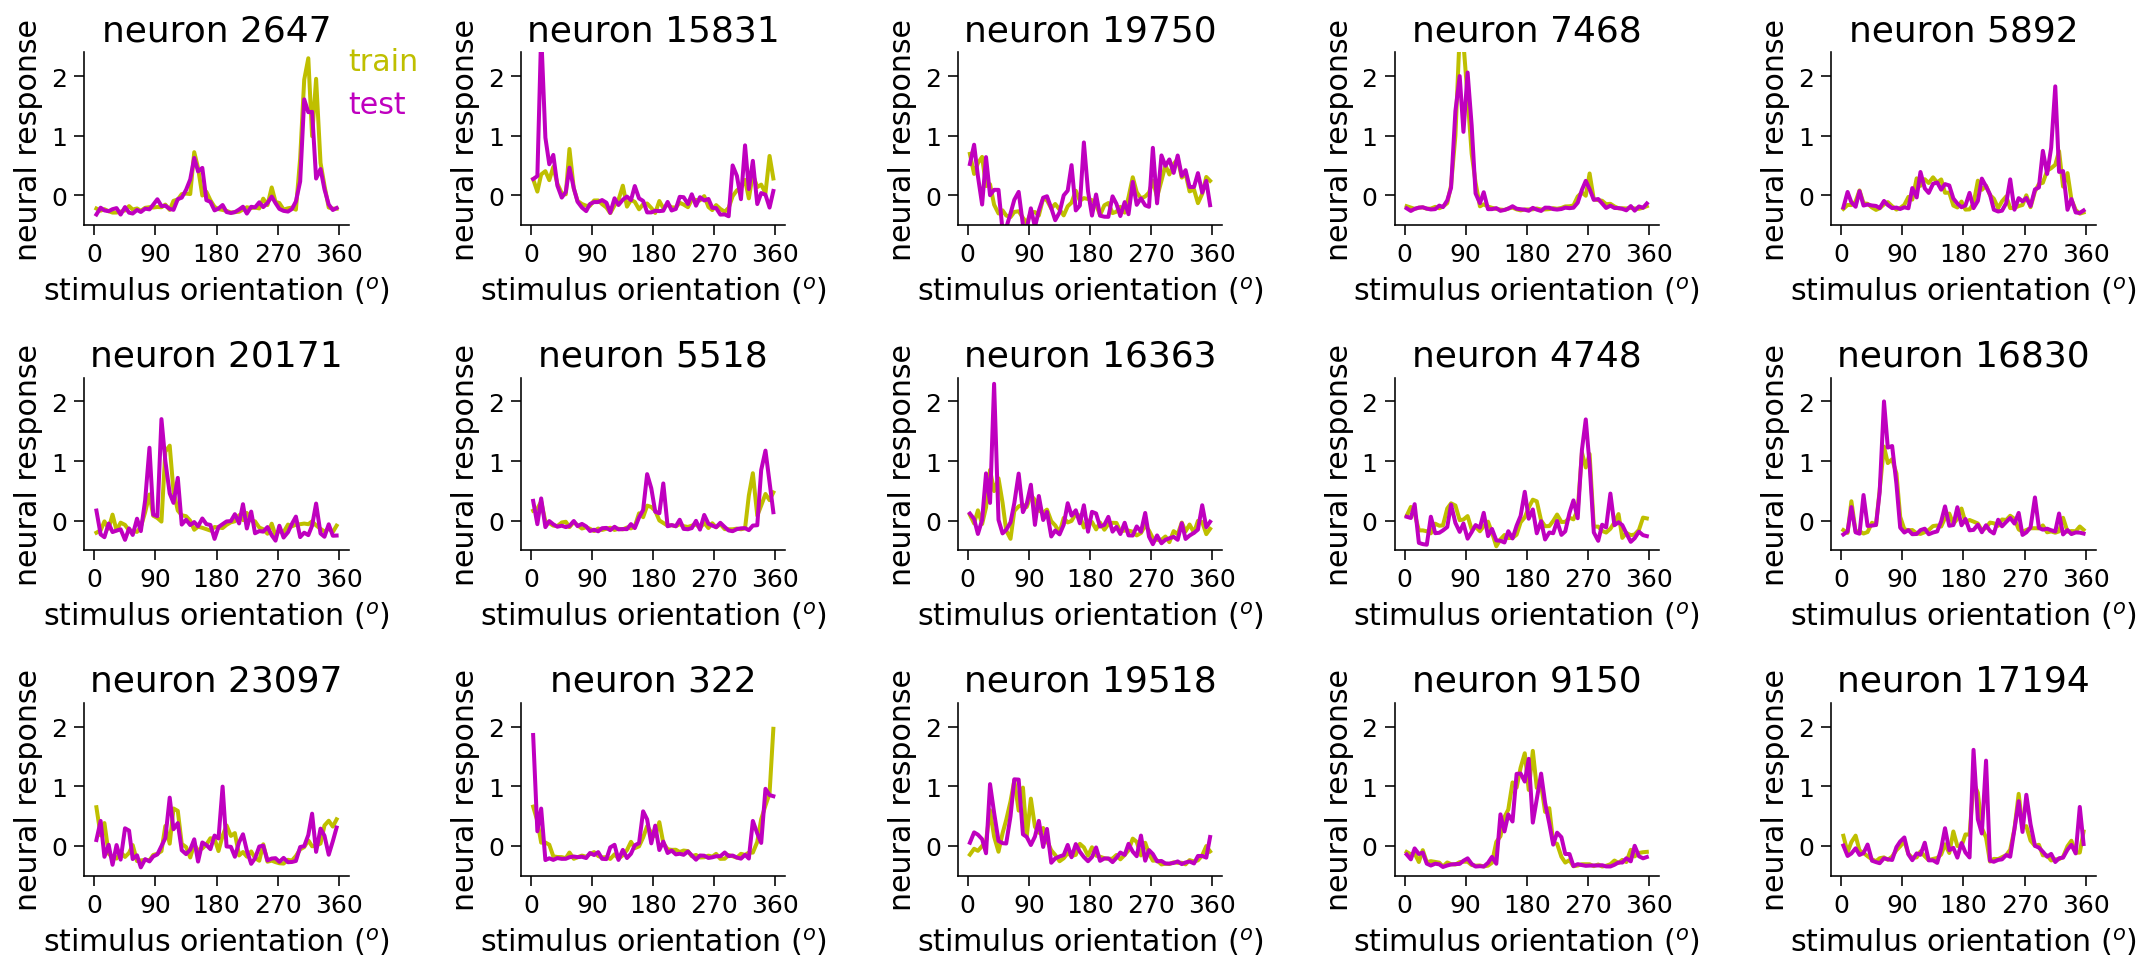 neuron 2647
neural response
2
1
0
0 90 180 270 360
stimulus orientation (º)
train
test
neuron 15831
neural response
2
1
0
0 90 180 270 360
stimulus orientation (º)
neuron 19750
neural response
2
1
0
0 90 180 270 360
stimulus orientation (º)
neuron 7468
neural response
2
1
0
0 90 180 270 360
stimulus orientation (º)
neuron 5892
neural response
2
1
0
0 90 180 270 360
stimulus orientation (º)
neuron 20171
neural response
2
1
0
0 90 180 270 360
stimulus orientation (º)
neuron 5518
neural response
2
1
0
0 90 180 270 360
stimulus orientation (º)
neuron 16363
neural response
2
1
0
0 90 180 270 360
stimulus orientation (º)
neuron 4748
neural response
2
1
0
0 90 180 270 360
stimulus orientation (º)
neuron 16830
neural response
2
1
0
0 90 180 270 360
stimulus orientation (º)
neuron 23097
neural response
2
1
0
0 90 180 270 360
stimulus orientation (º)
neuron 322
neural response
2
1
0
0 90 180 270 360
stimulus orientation (º)
neuron 19518
neural response
2
1
0
0 90 180 270 360
stimulus orientation (º)
neuron 9150
neural response
2
1
0
0 90 180 270 360
stimulus orientation (º)
neuron 17194
neural response
2
1
0
0 90 180 270 360
stimulus orientation (º)